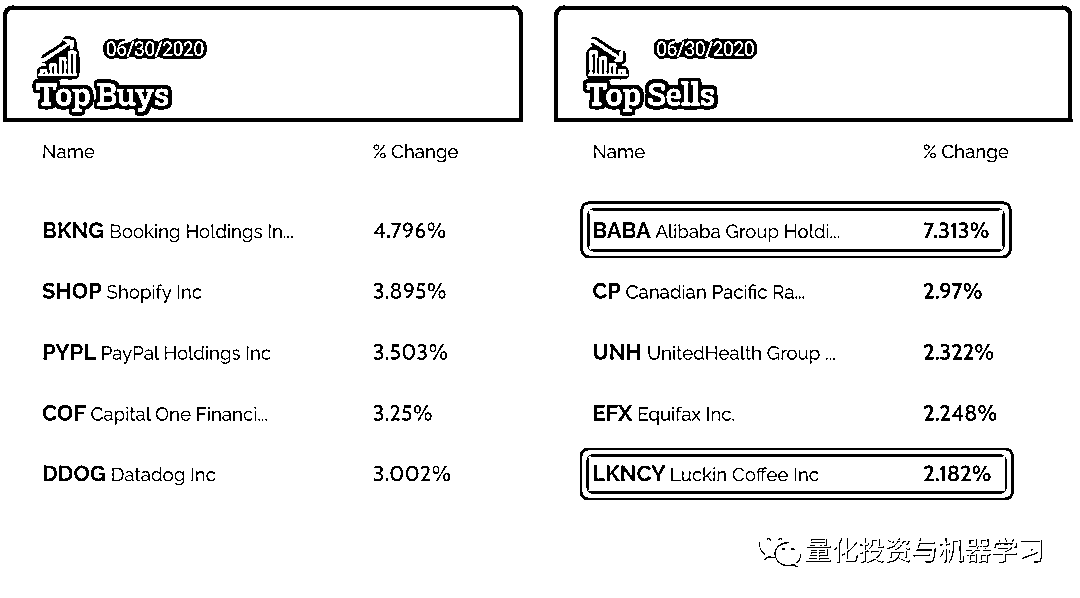 06/30/2020
Top Buys
Name % Change
BKNG Booking Holdings In... 4.796%
SHOP Shopify Inc 3.895%
PYPL PayPal Holdings Inc 3.503%
COF Capital One Financi... 3.25%
DDOG Datadog Inc 3.002%
06/30/2020
Top Sells
Name % Change
BABA Alibaba Group Holdi... 7.313%
CP Canadian Pacific Ra... 2.97%
UNH UnitedHealth Group ... 2.322%
EFX Equifax Inc. 2.248%
LKNCY Luckin Coffee Inc 2.182%
量化投资与机器学习